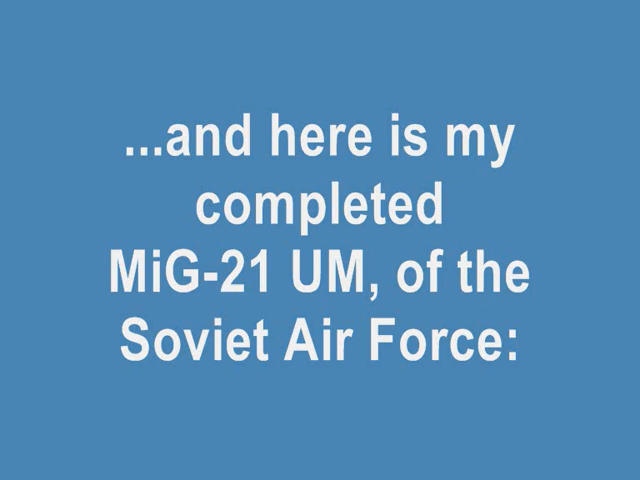 ...and here is my
completed
MiG-21 UM, of the
Soviet Air Force: